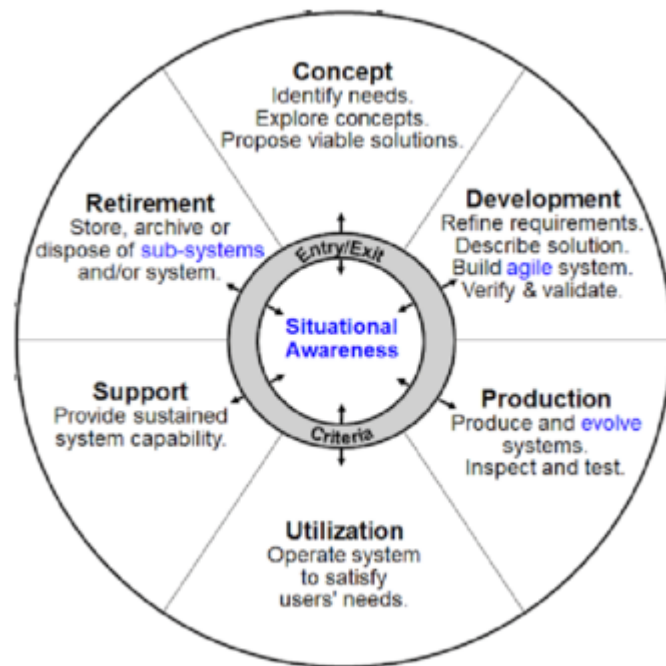 Concept
Identify needs.
Explore concepts.
Propose viable solutions.
Retirement
Store, archive or
dispose of sub-systems
and/or system.
Development
Refine requirements.
Describe solution.
Build agile system.
Verify & validate.
Entry/Exit
Situational
Awareness
Criteria
Support
Provide sustained
system capability.
Production
Produce and evolve
systems.
Inspect and test.
Utilization
Operate system
to satisfy
users' needs.